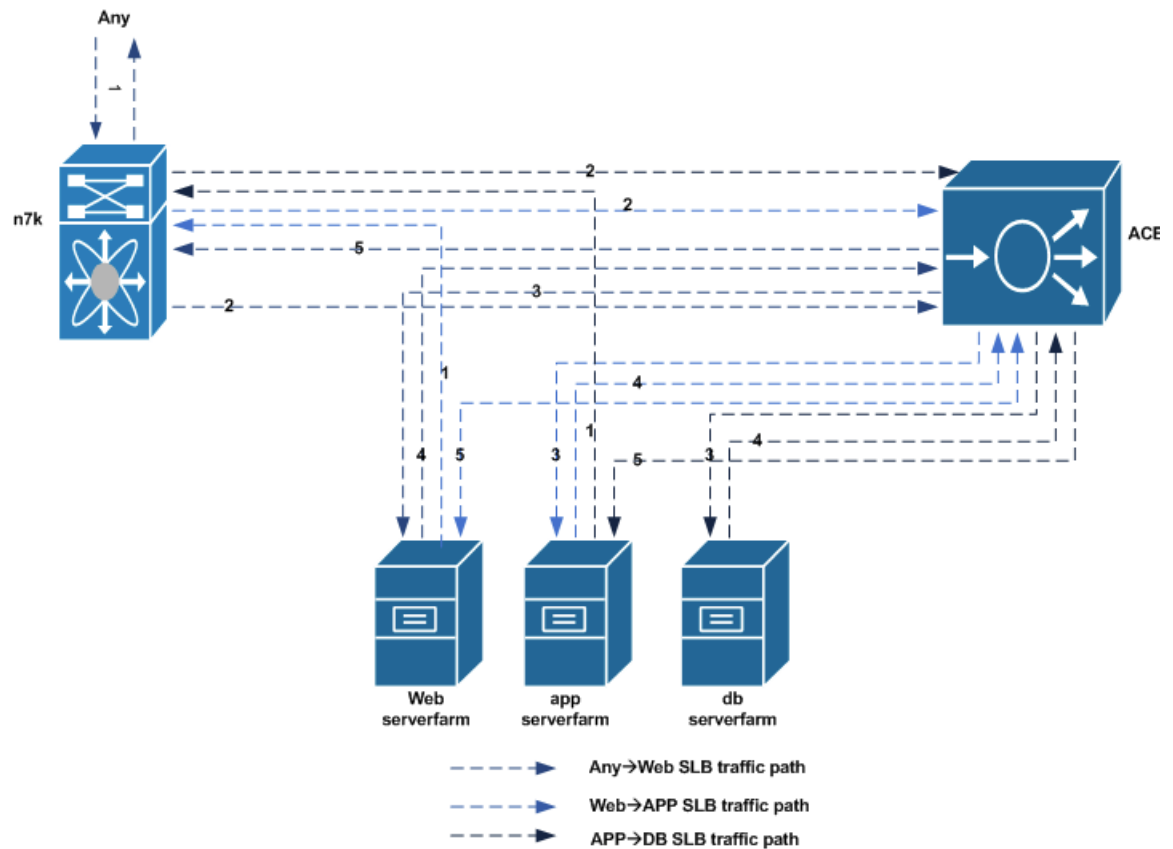 Any
1
2
n7k
2
ACE
5
3
2
1
4
1
4
5
3
3
4
5
Web
serverfarm
app
serverfarm
db
serverfarm
Any→Web SLB traffic path
Web→APP SLB traffic path
APP→DB SLB traffic path